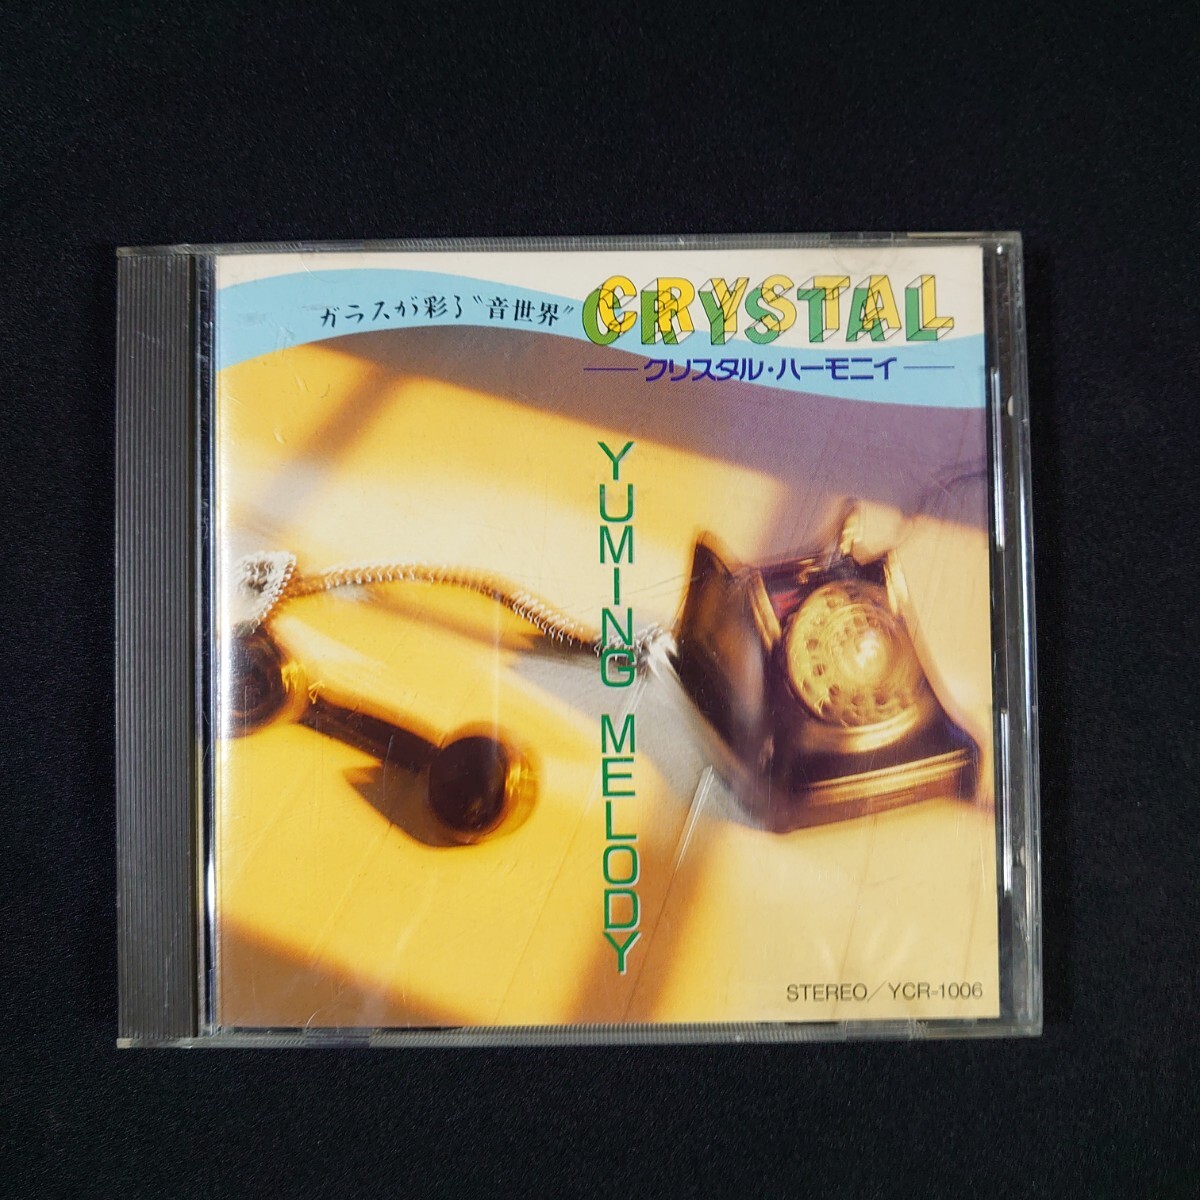 ガラスが彩る〝音世界〟
CRYSTAL
クリスタル・ハーモニイ
YUMING MELODY
STEREO/YCR-1006